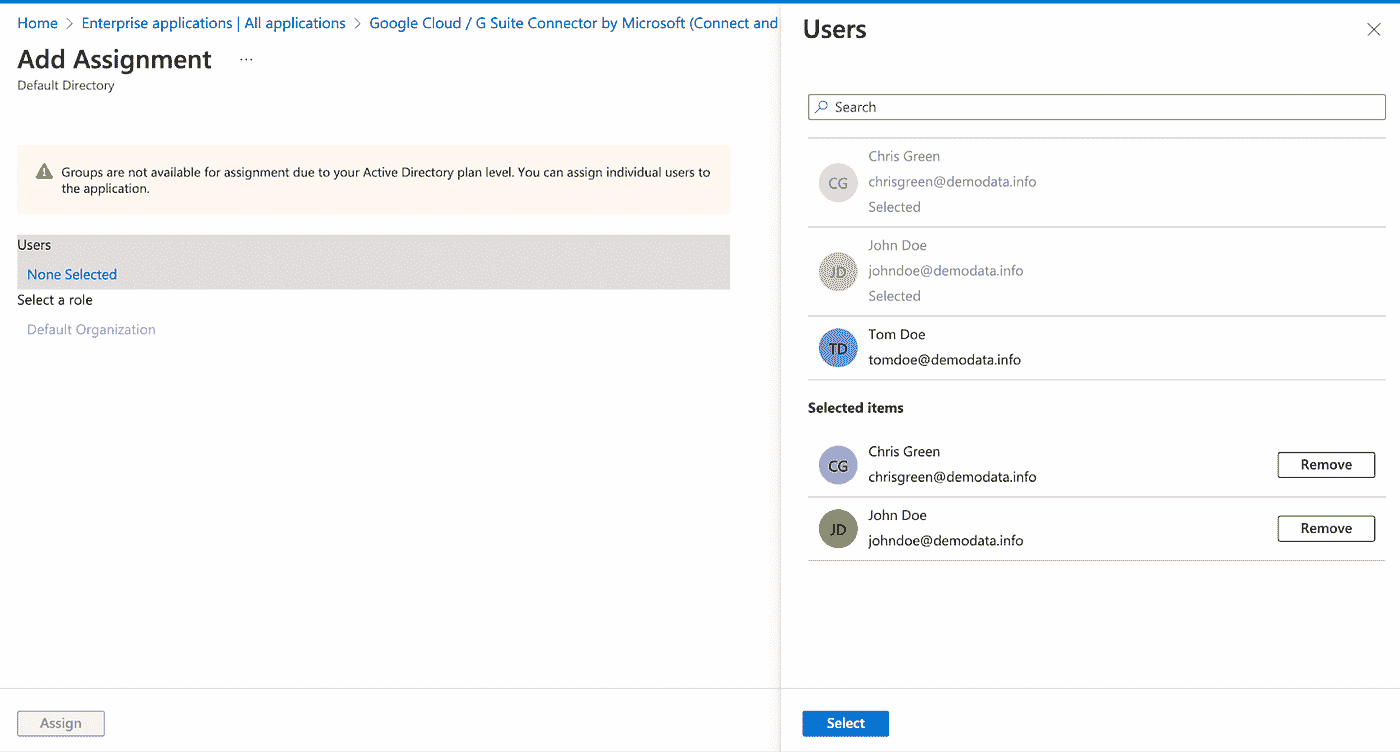 Home > Enterprise applications | All applications > Google Cloud / G Suite Connector by Microsoft (Connect and
Add Assignment ...
Default Directory
Groups are not available for assignment due to your Active Directory plan level. You can assign individual users to
the application.
Users
None Selected
Select a role
Default Organization
Assign
Users
Search
CG
Chris Green
chrisgreen@demodata.info
Selected
JD
John Doe
johndoe@demodata.info
Selected
TD
Tom Doe
tomdoe@demodata.info
Selected items
CG
Chris Green
chrisgreen@demodata.info
Remove
JD
John Doe
johndoe@demodata.info
Remove
Select